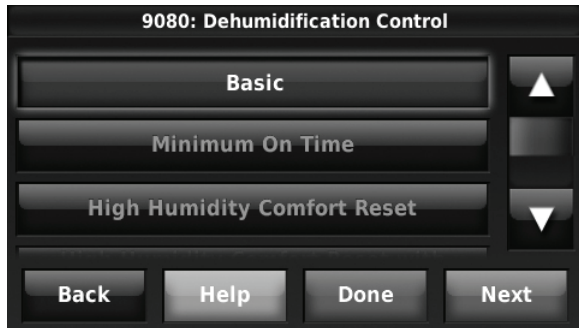 9080: Dehumidification Control
Basic
Minimum On Time
High Humidity Comfort Reset
Back
Help
Done
Next